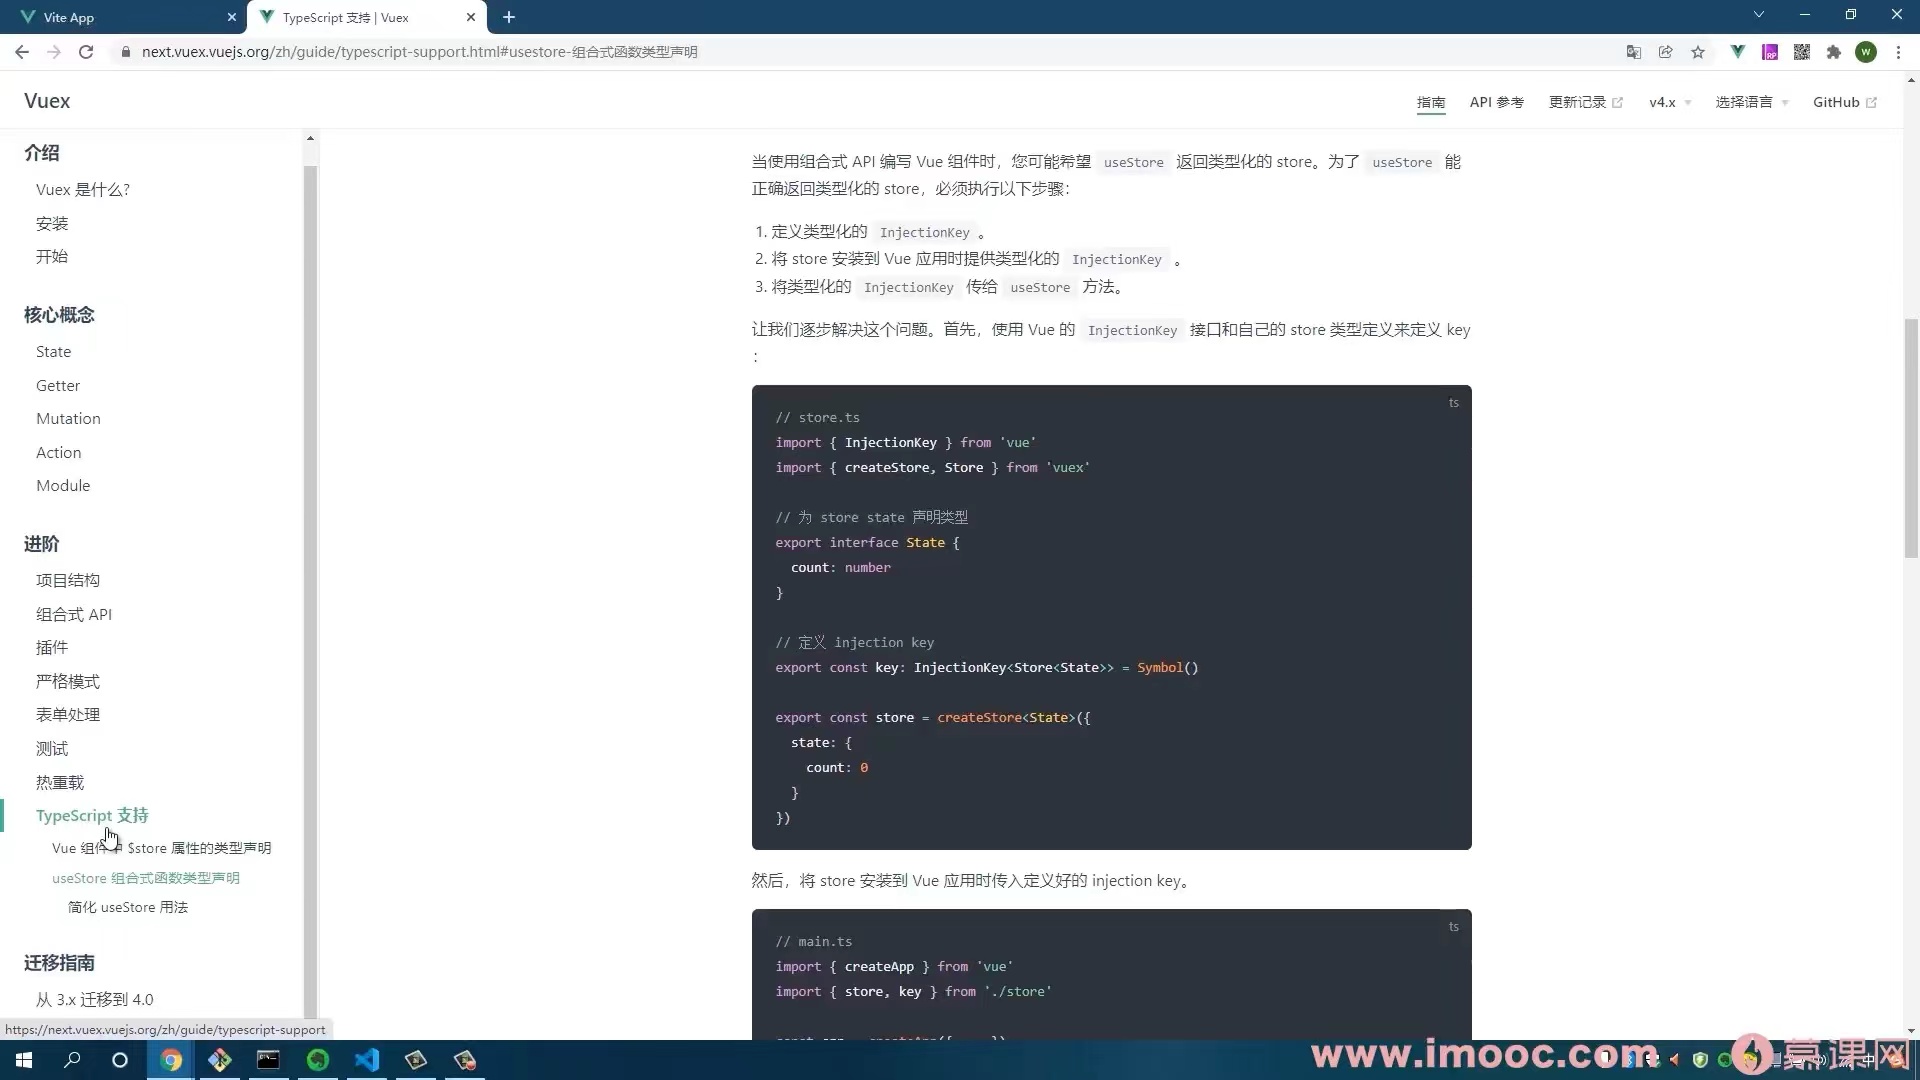 Vite App
TypeScript 支持 | Vuex
next.vuex.vuejs.org/zh/guide/typescript-support.html#usestore-组合式函数类型声明
W
Vuex
指南
API 参考
更新记录
v4.x
选择语言
GitHub
介绍
Vuex 是什么?
安装
开始
核心概念
State
Getter
Mutation
Action
Module
进阶
项目结构
组合式 API
插件
严格模式
表单处理
测试
热重载
TypeScript 支持
Vue 组件中 $store 属性的类型声明
useStore 组合式函数类型声明
简化 useStore 用法
迁移指南
从 3.x 迁移到 4.0
https://next.vuex.vuejs.org/zh/guide/typescript-support
当使用组合式 API 编写 Vue 组件时，您可能希望 useStore 返回类型化的 store。为了 useStore 能
正确返回类型化的 store，必须执行以下步骤：
1. 定义类型化的 InjectionKey 。
2. 将 store 安装到 Vue 应用时提供类型化的 InjectionKey 。
3. 将类型化的 InjectionKey 传给 useStore 方法。
让我们逐步解决这个问题。首先，使用 Vue 的 InjectionKey 接口和自己的 store 类型定义来定义 key
：
ts
// store.ts
import { InjectionKey } from 'vue'
import { createStore, Store } from 'vuex'
// 为 store state 声明类型
export interface State {
count: number
}
// 定义 injection key
export const key: InjectionKey<Store<State>> = Symbol()
export const store = createStore<State>({
state: {
count: 0
}
})
然后，将 store 安装到 Vue 应用时传入定义好的 injection key。
ts
// main.ts
import { createApp } from 'vue'
import { store, key } from './store'
www.imooc.com
慕课网
中